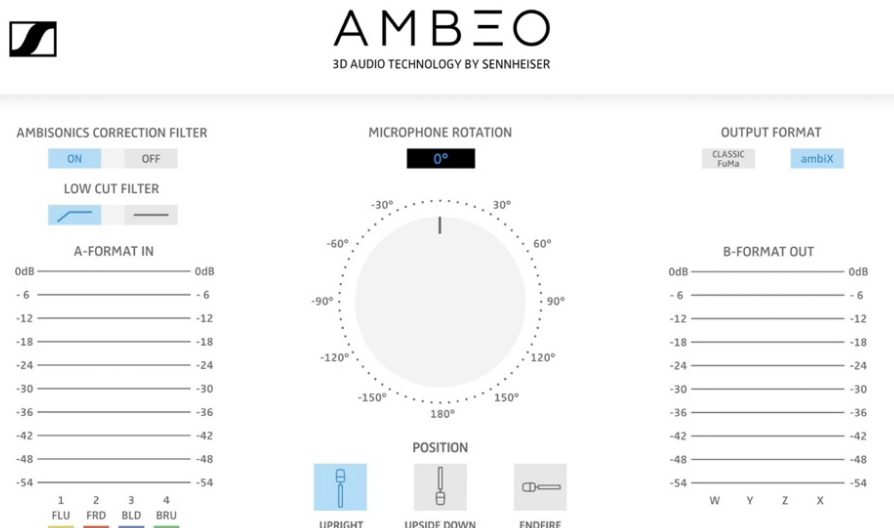 AMBEO
3D AUDIO TECHNOLOGY BY SENNHEISER
AMBISONICS CORRECTION FILTER
ON OFF
LOW CUT FILTER
A-FORMAT IN
0dB 0dB
- 6 - 6
-12 -12
-18 -18
-24 -24
-30 -30
-36 -36
-42 -42
-48 -48
-54 -54
1 2 3 4
FLU FRD BLD BRU
MICROPHONE ROTATION
0°
-30° 30°
-60° 60°
-90° 90°
-120° 120°
-150° 150°
180°
POSITION
UPRIGHT UPSIDE DOWN ENDFIRE
OUTPUT FORMAT
CLASSIC
FuMa
ambiX
B-FORMAT OUT
0dB 0dB
- 6 - 6
-12 -12
-18 -18
-24 -24
-30 -30
-36 -36
-42 -42
-48 -48
-54 -54
W Y Z X